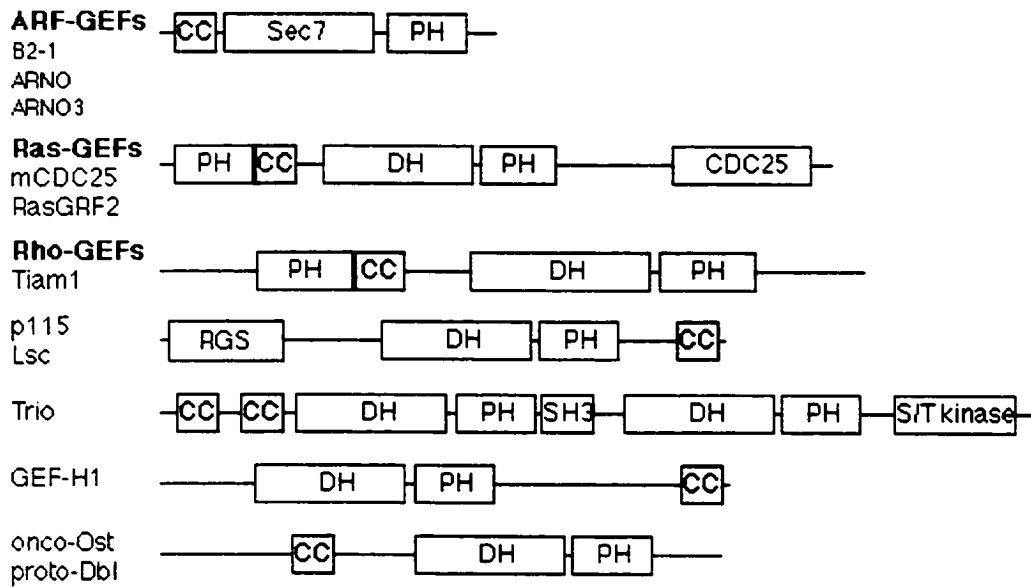 ARF-GEFs
B2-1
ARNO
ARNO3
CC Sec7 PH
Ras-GEFs
mCDC25
RasGRF2
PH CC DH PH CDC25
Rho-GEFs
Tiam1
PH CC DH PH
p115
Lsc
RGS DH PH CC
Trio
CC CC DH PH SH3 DH PH S/T kinase
GEF-H1
DH PH CC
onco-Ost
proto-Dbl
CC DH PH